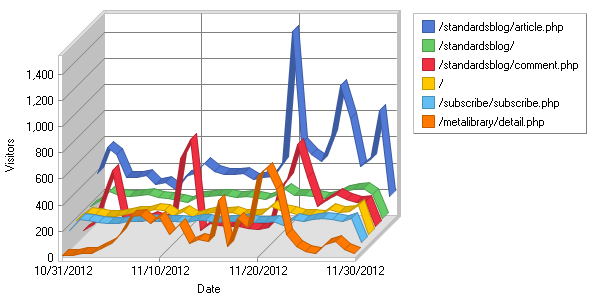 /standardsblog/article.php
/standardsblog/
/standardsblog/comment.php
/
/subscribe/subscribe.php
/metalibrary/detail.php
Visitors
1,400
1,200
1,000
800
600
400
200
0
10/31/2012 11/10/2012 11/20/2012 11/30/2012
Date